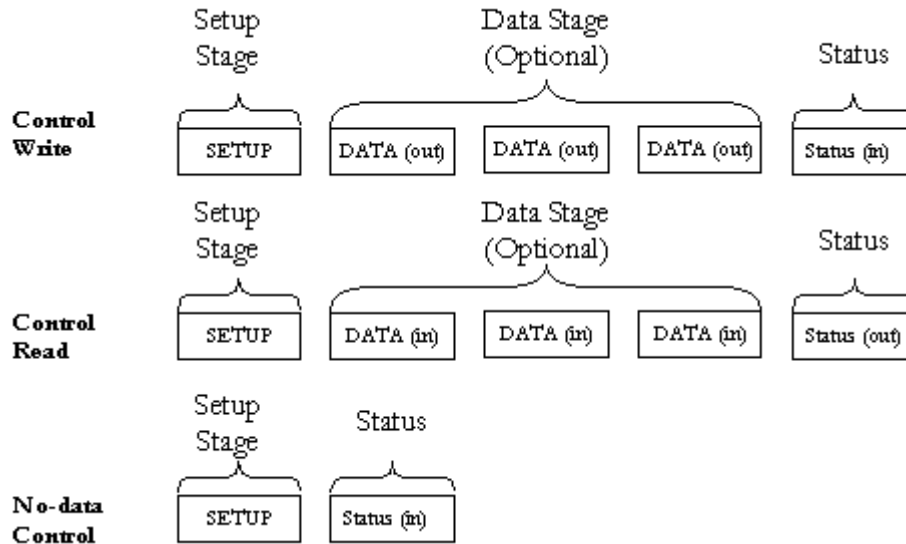 Setup
Stage
Data Stage
(Optional)
Status
Control
Write
SETUP
DATA (out)
DATA (out)
DATA (out)
Status (in)
Setup
Stage
Data Stage
(Optional)
Status
Control
Read
SETUP
DATA (in)
DATA (in)
DATA (in)
Status (out)
Setup
Stage
Status
No-data
Control
SETUP
Status (in)